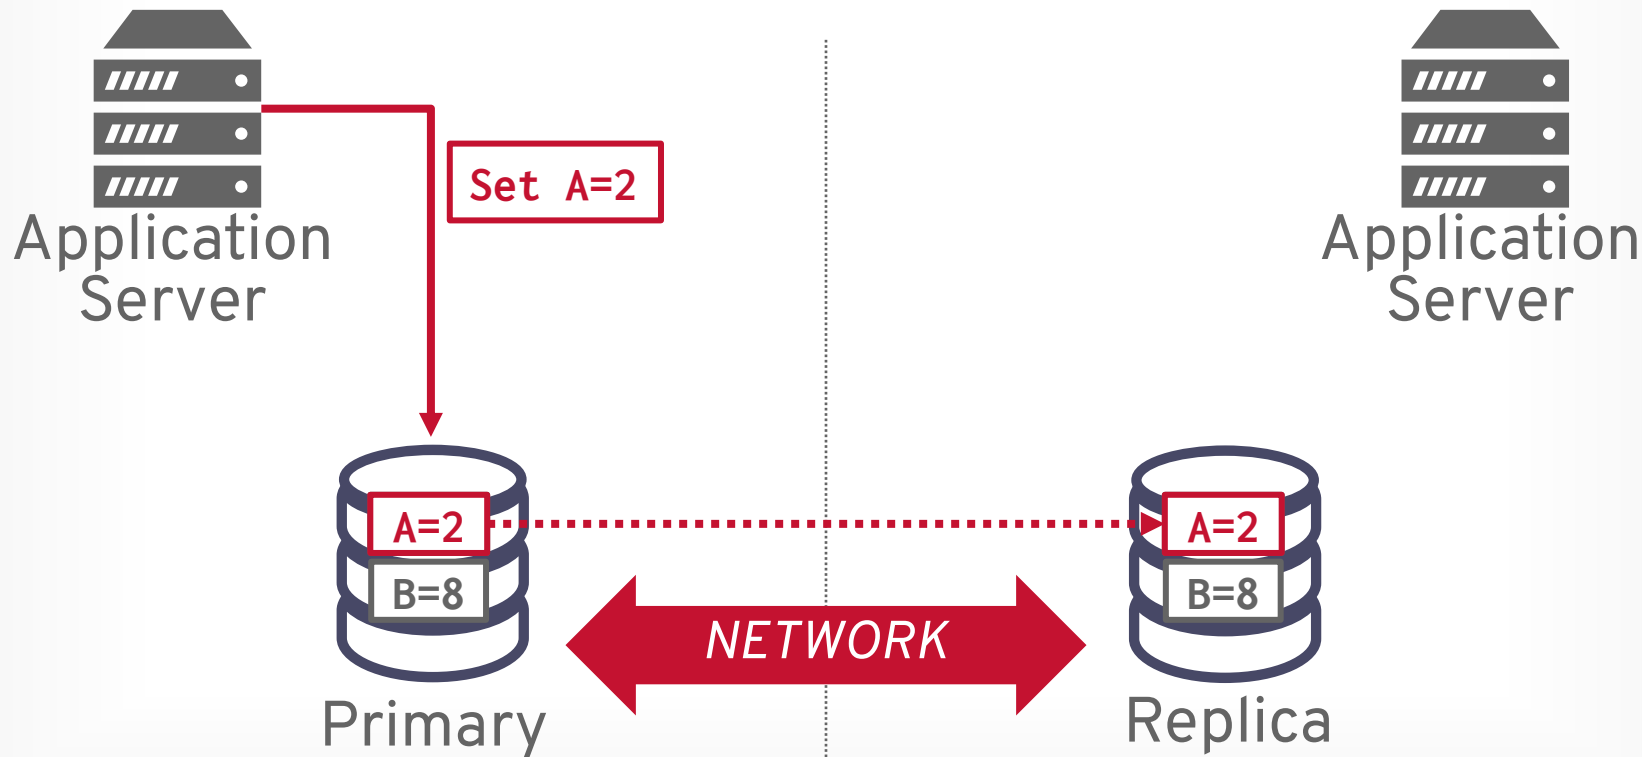 Set A=2
Application
Server
Application
Server
A=2
A=2
B=8
B=8
NETWORK
Primary
Replica